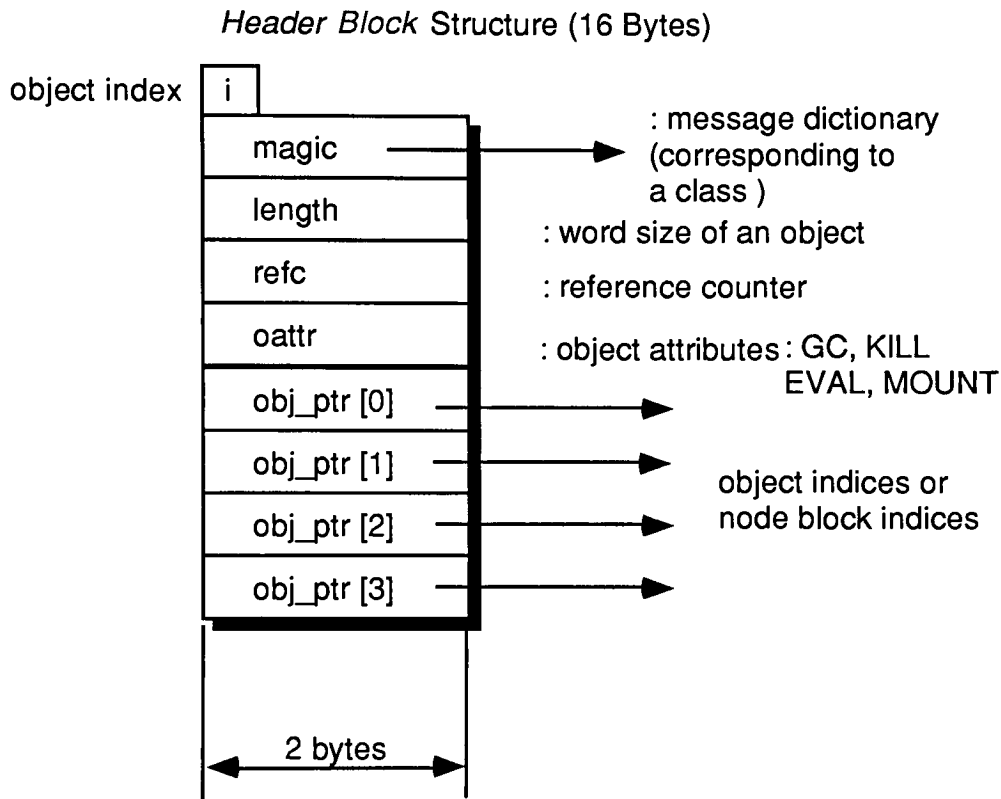 Header Block Structure (16 Bytes)
object index i
magic
: message dictionary
(corresponding to
a class )
length
: word size of an object
refc
: reference counter
oattr
: object attributes : GC, KILL
EVAL, MOUNT
obj_ptr [0]
obj_ptr [1]
object indices or
node block indices
obj_ptr [2]
obj_ptr [3]
2 bytes